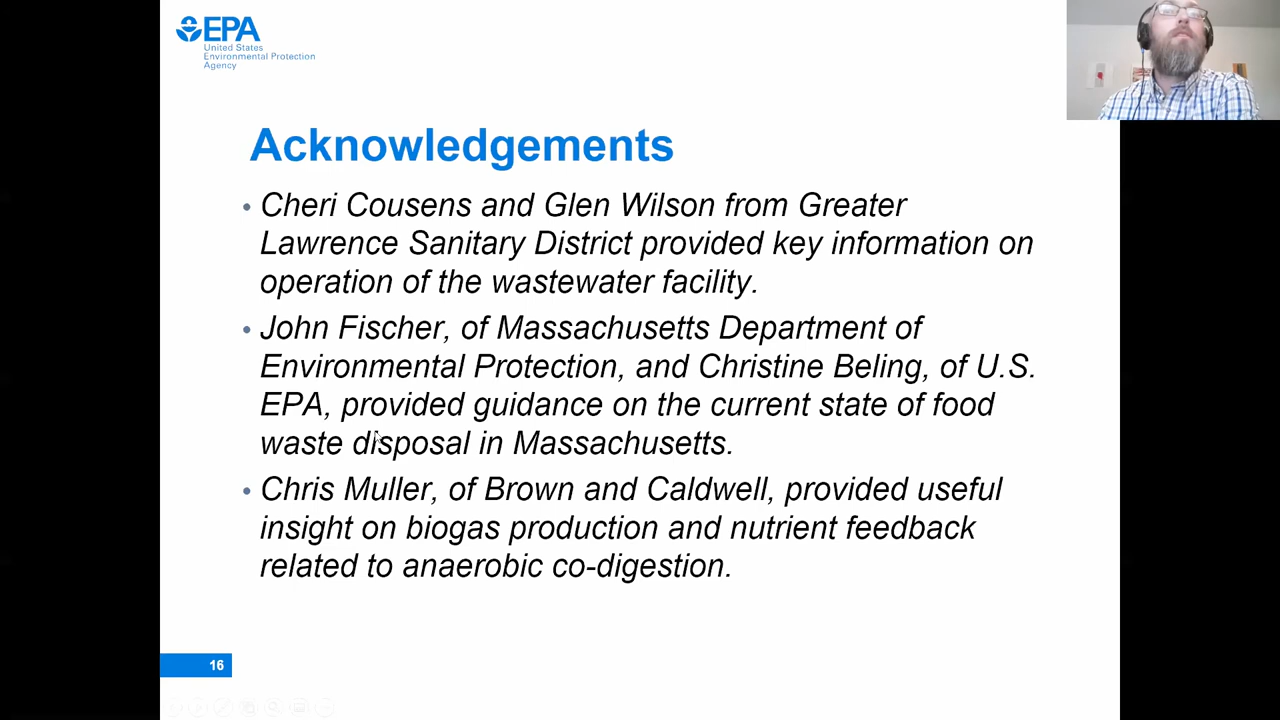 EPA
United States
Environmental Protection
Agency
Acknowledgements
• Cheri Cousens and Glen Wilson from Greater
Lawrence Sanitary District provided key information on
operation of the wastewater facility.
• John Fischer, of Massachusetts Department of
Environmental Protection, and Christine Beling, of U.S.
EPA, provided guidance on the current state of food
waste disposal in Massachusetts.
• Chris Muller, of Brown and Caldwell, provided useful
insight on biogas production and nutrient feedback
related to anaerobic co-digestion.
16